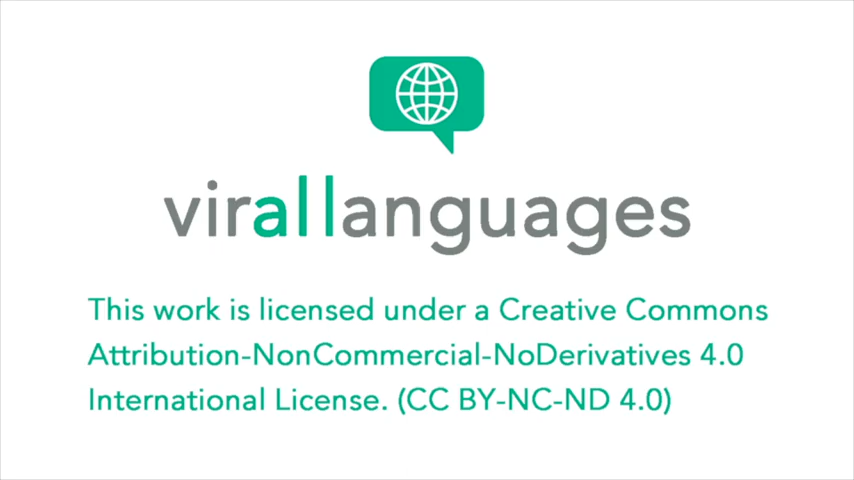 virallanguages
This work is licensed under a Creative Commons
Attribution-NonCommercial-NoDerivatives 4.0
International License. (CC BY-NC-ND 4.0)